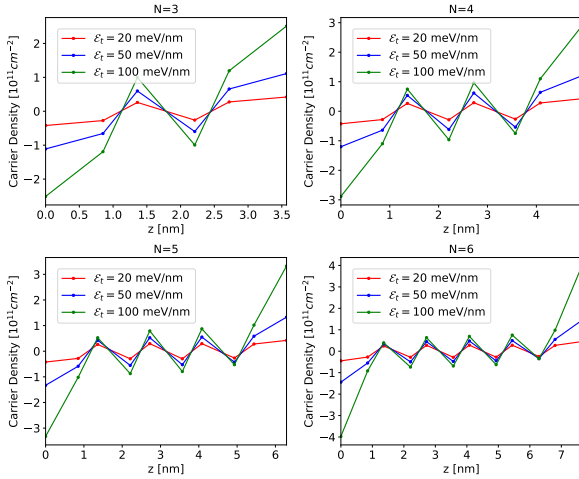 N=3
Carrier Density [10¹¹cm⁻²]
ℰₜ = 20 meV/nm
ℰₜ = 50 meV/nm
ℰₜ = 100 meV/nm
2
1
0
−1
−2
0.0 0.5 1.0 1.5 2.0 2.5 3.0 3.5
z [nm]
N=4
Carrier Density [10¹¹cm⁻²]
ℰₜ = 20 meV/nm
ℰₜ = 50 meV/nm
ℰₜ = 100 meV/nm
3
2
1
0
−1
−2
−3
0 1 2 3 4
z [nm]
N=5
Carrier Density [10¹¹cm⁻²]
ℰₜ = 20 meV/nm
ℰₜ = 50 meV/nm
ℰₜ = 100 meV/nm
3
2
1
0
−1
−2
−3
0 1 2 3 4 5 6
z [nm]
N=6
Carrier Density [10¹¹cm⁻²]
ℰₜ = 20 meV/nm
ℰₜ = 50 meV/nm
ℰₜ = 100 meV/nm
4
3
2
1
0
−1
−2
−3
−4
0 1 2 3 4 5 6 7
z [nm]